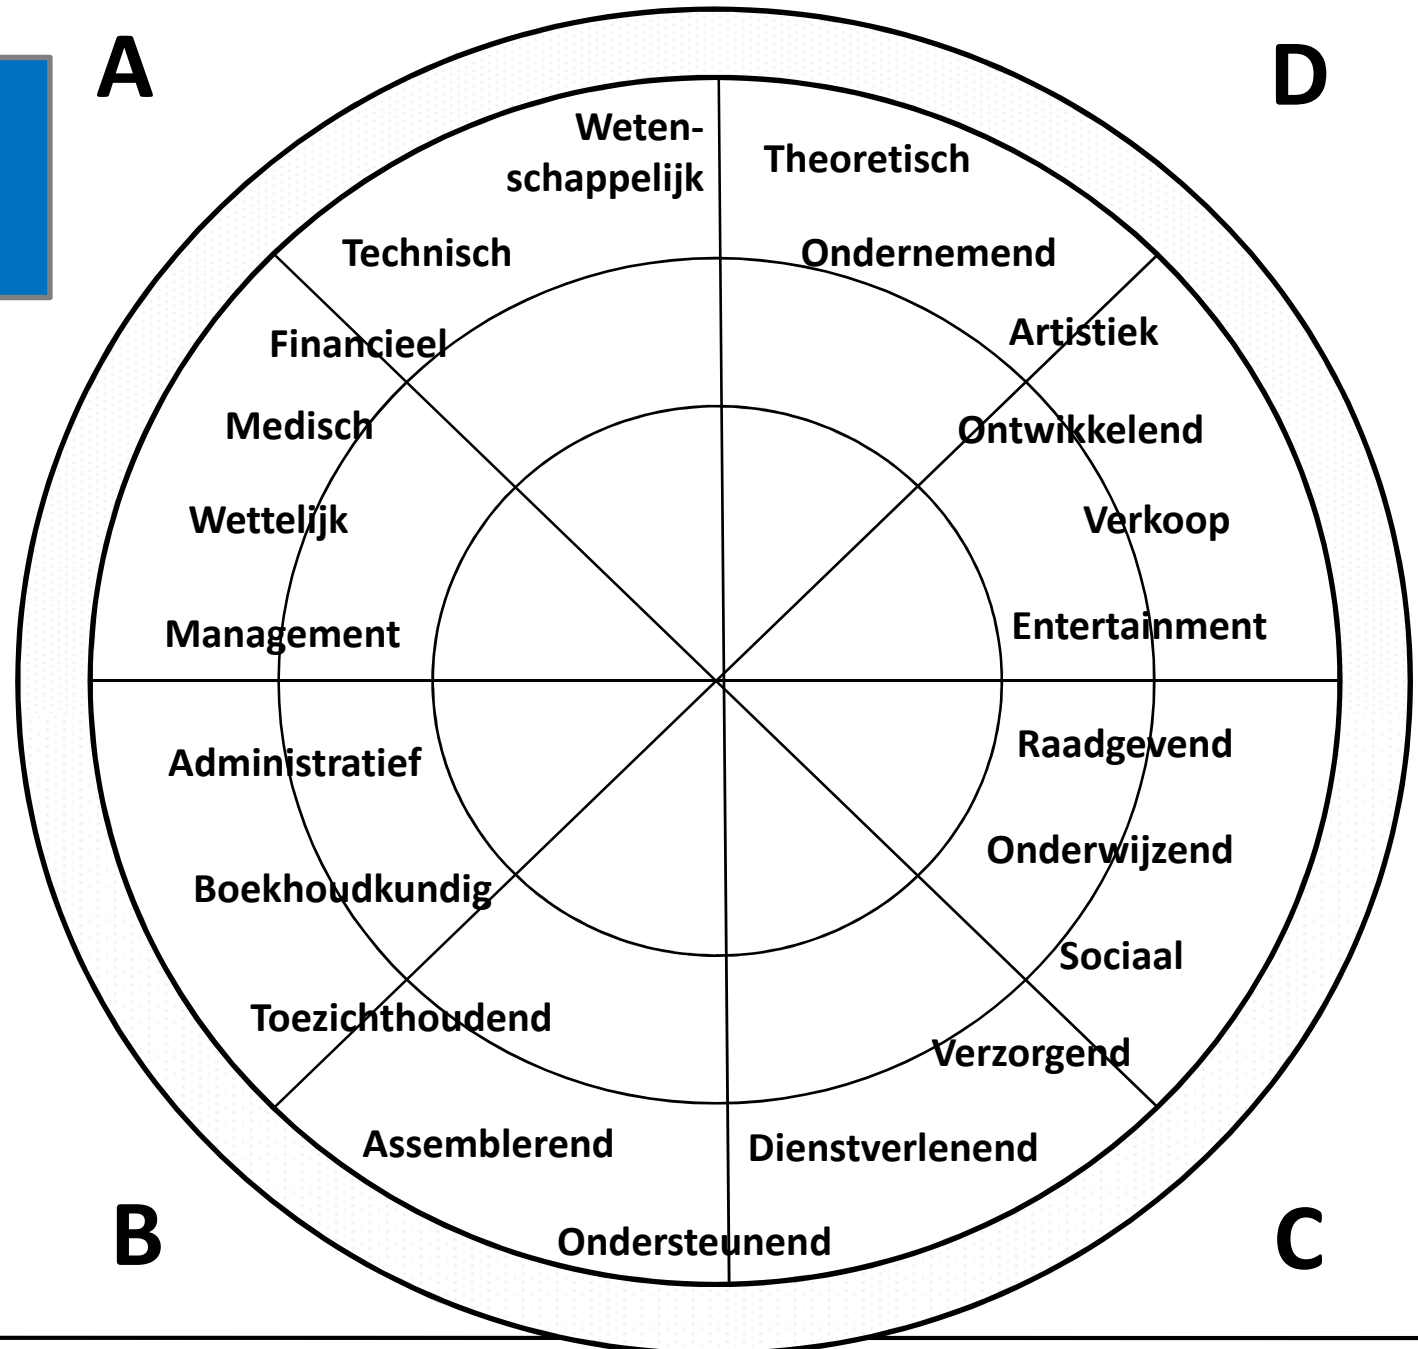 A
D
Weten-
schappelijk
Theoretisch
Technisch
Ondernemend
Financieel
Artistiek
Medisch
Ontwikkelend
Wettelijk
Verkoop
Management
Entertainment
Administratief
Raadgevend
Boekhoudkundig
Onderwijzend
Sociaal
Toezichthoudend
Verzorgend
Assemblerend
Dienstverlenend
Ondersteunend
B
C